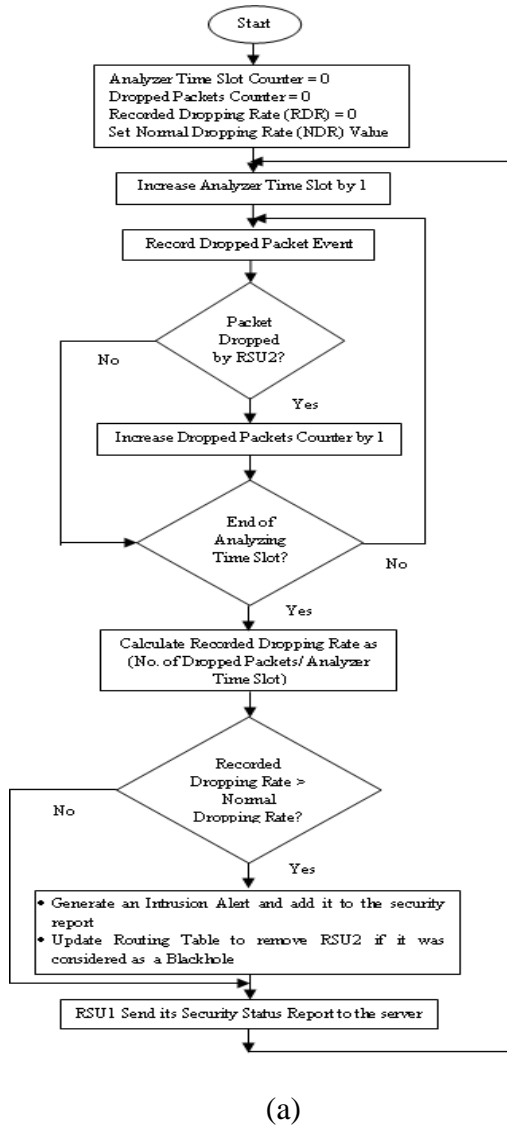 Start
Analyzer Time Slot Counter = 0
Dropped Packets Counter = 0
Recorded Dropping Rate (RDR) = 0
Set Normal Dropping Rate (NDR) Value
Increase Analyzer Time Slot by 1
Record Dropped Packet Event
Packet
Dropped
by RSU2?
No
Yes
Increase Dropped Packets Counter by 1
End of
Analyzing
Time Slot?
No
Yes
Calculate Recorded Dropping Rate as
(No. of Dropped Packets/ Analyzer
Time Slot)
Recorded
Dropping Rate >
Normal
Dropping Rate?
No
Yes
• Generate an Intrusion Alert and add it to the security
report
• Update Routing Table to remove RSU2 if it was
considered as a Blackhole
RSU1 Send its Security Status Report to the server
(a)